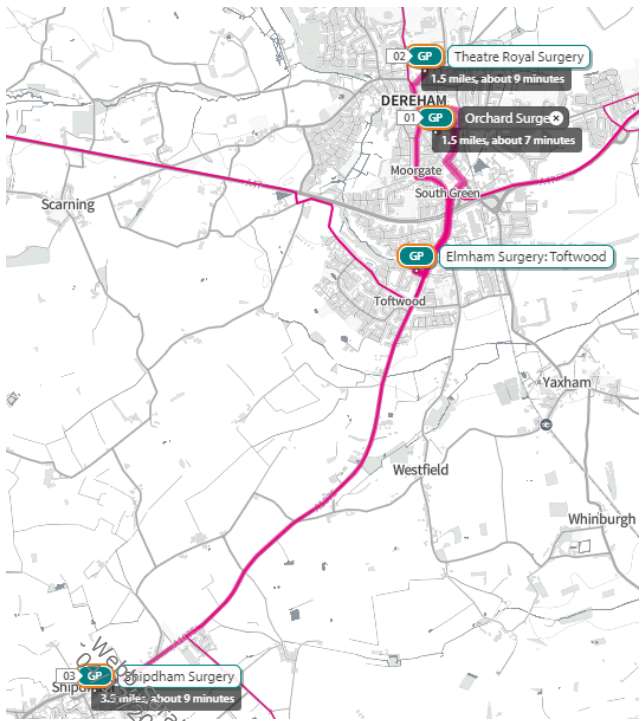 02 GP Theatre Royal Surgery
1.5 miles, about 9 minutes
DEREHAM
01 GP Orchard Surge
1.5 miles, about 7 minutes
Moorgate
South Green
A47
Scarning
GP Elmham Surgery: Toftwood
Toftwood
Yaxham
Westfield
Whinburgh
03 GP Shipdham Surgery
3.5 miles, about 9 minutes